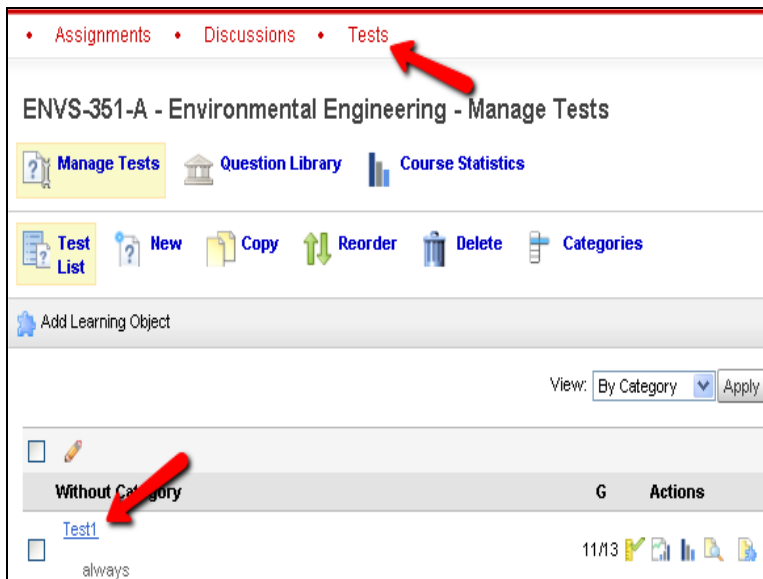 • Assignments • Discussions • Tests
ENVS-351-A - Environmental Engineering - Manage Tests
Manage Tests Question Library Course Statistics
Test List New Copy Reorder Delete Categories
Add Learning Object
View: By Category Apply
Without Category G Actions
Test1
11/13
always